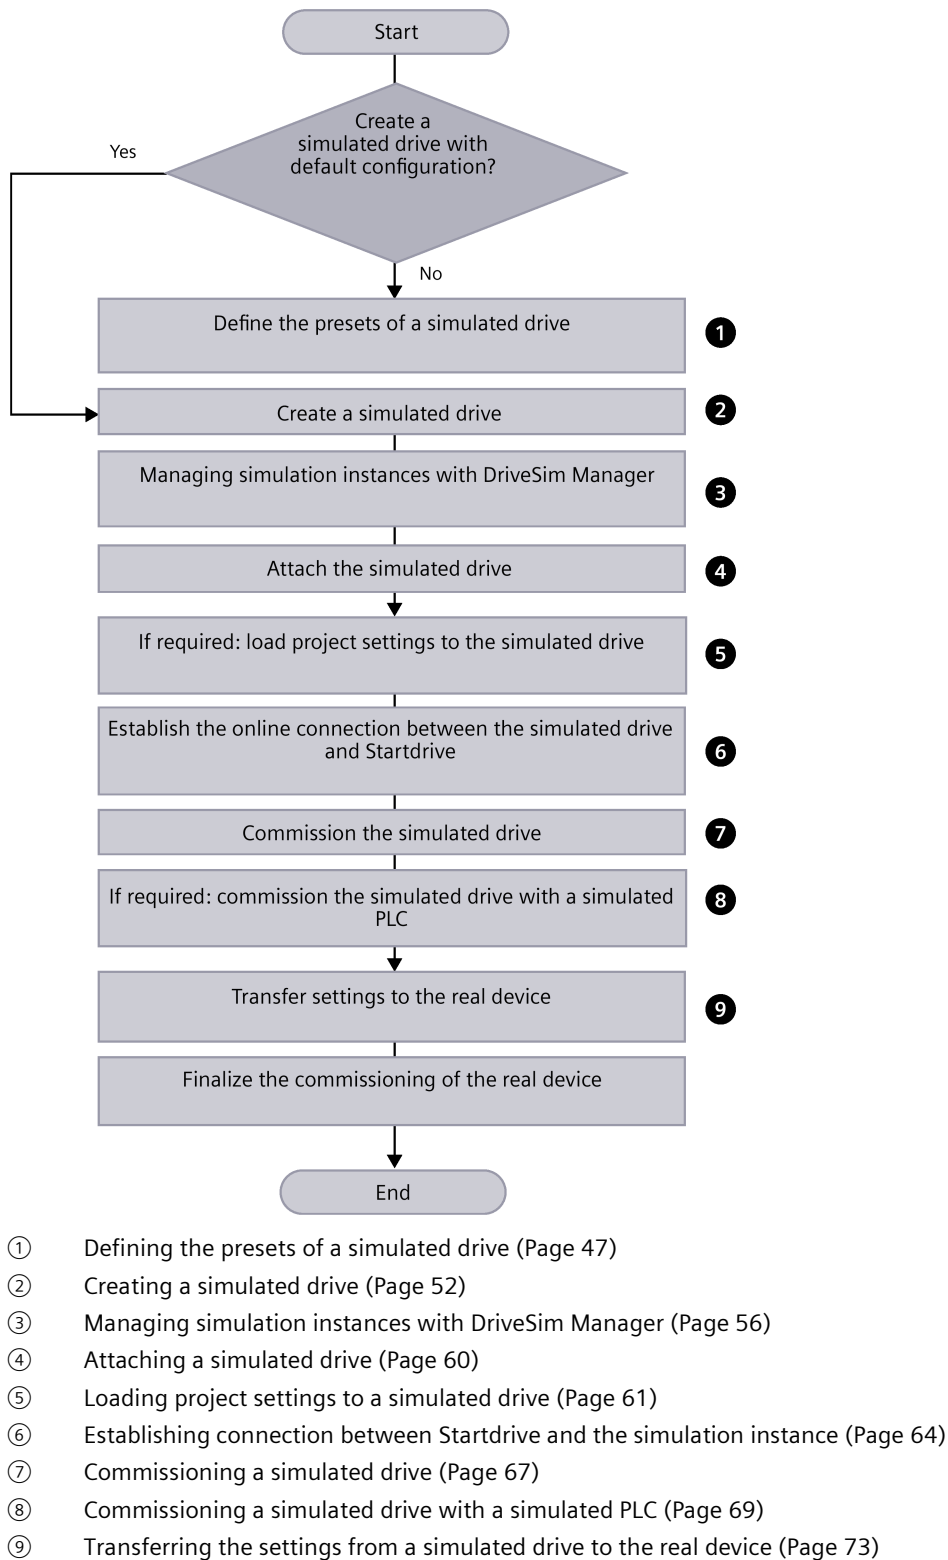 Start
Create a
simulated drive with
default configuration?
Yes
No
Define the presets of a simulated drive
1
Create a simulated drive
2
Managing simulation instances with DriveSim Manager
3
Attach the simulated drive
4
If required: load project settings to the simulated drive
5
Establish the online connection between the simulated drive
and Startdrive
6
Commission the simulated drive
7
If required: commission the simulated drive with a simulated
PLC
8
Transfer settings to the real device
9
Finalize the commissioning of the real device
End
① Defining the presets of a simulated drive (Page 47)
② Creating a simulated drive (Page 52)
③ Managing simulation instances with DriveSim Manager (Page 56)
④ Attaching a simulated drive (Page 60)
⑤ Loading project settings to a simulated drive (Page 61)
⑥ Establishing connection between Startdrive and the simulation instance (Page 64)
⑦ Commissioning a simulated drive (Page 67)
⑧ Commissioning a simulated drive with a simulated PLC (Page 69)
⑨ Transferring the settings from a simulated drive to the real device (Page 73)